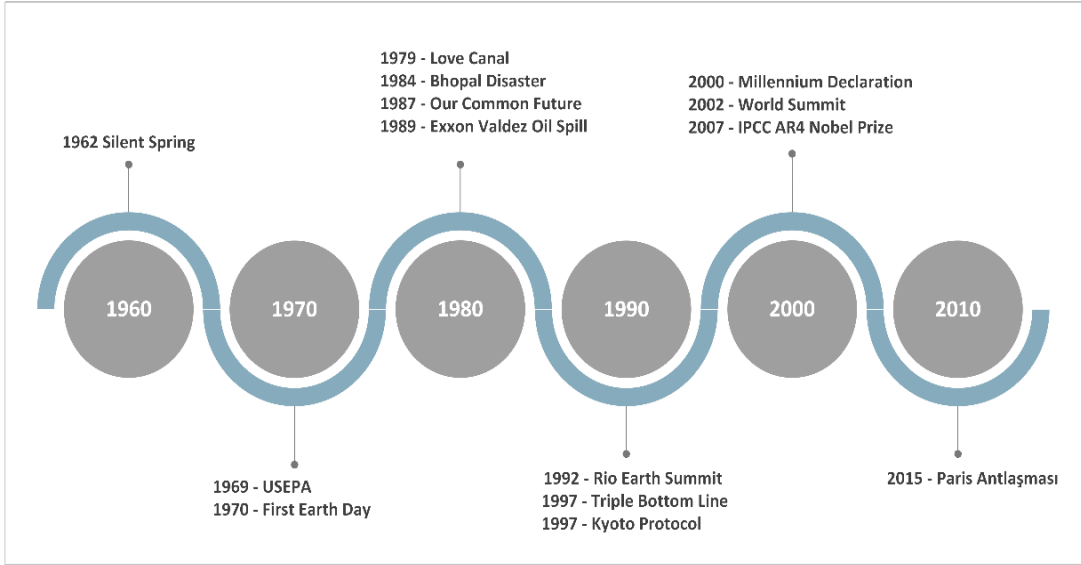 1979 - Love Canal
1984 - Bhopal Disaster
1987 - Our Common Future
1989 - Exxon Valdez Oil Spill
2000 - Millennium Declaration
2002 - World Summit
2007 - IPCC AR4 Nobel Prize
1962 Silent Spring
1960
1970
1980
1990
2000
2010
1969 - USEPA
1970 - First Earth Day
1992 - Rio Earth Summit
1997 - Triple Bottom Line
1997 - Kyoto Protocol
2015 - Paris Antlaşması